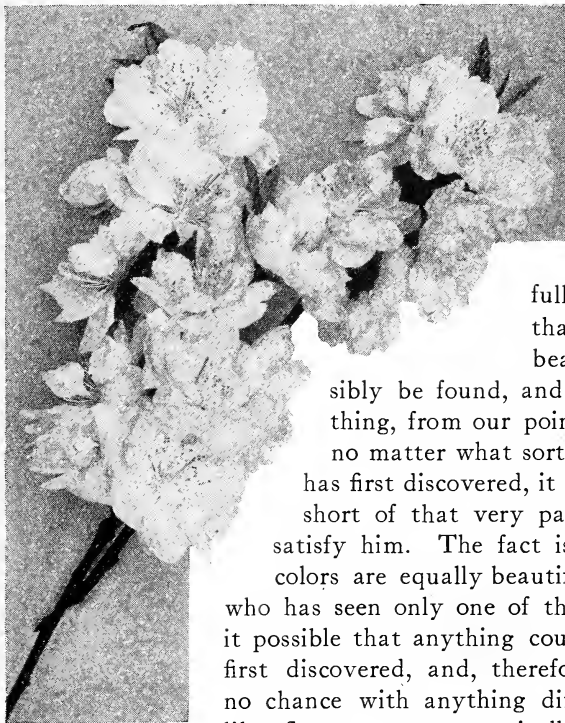 full
tha
bea
sibly be found, and
thing, from our poin
no matter what sort
has first discovered, it
short of that very pa
satisfy him. The fact is
colors are equally beautif
who has seen only one of th
it possible that anything cou
first discovered, and, therefo
no chance with anything di